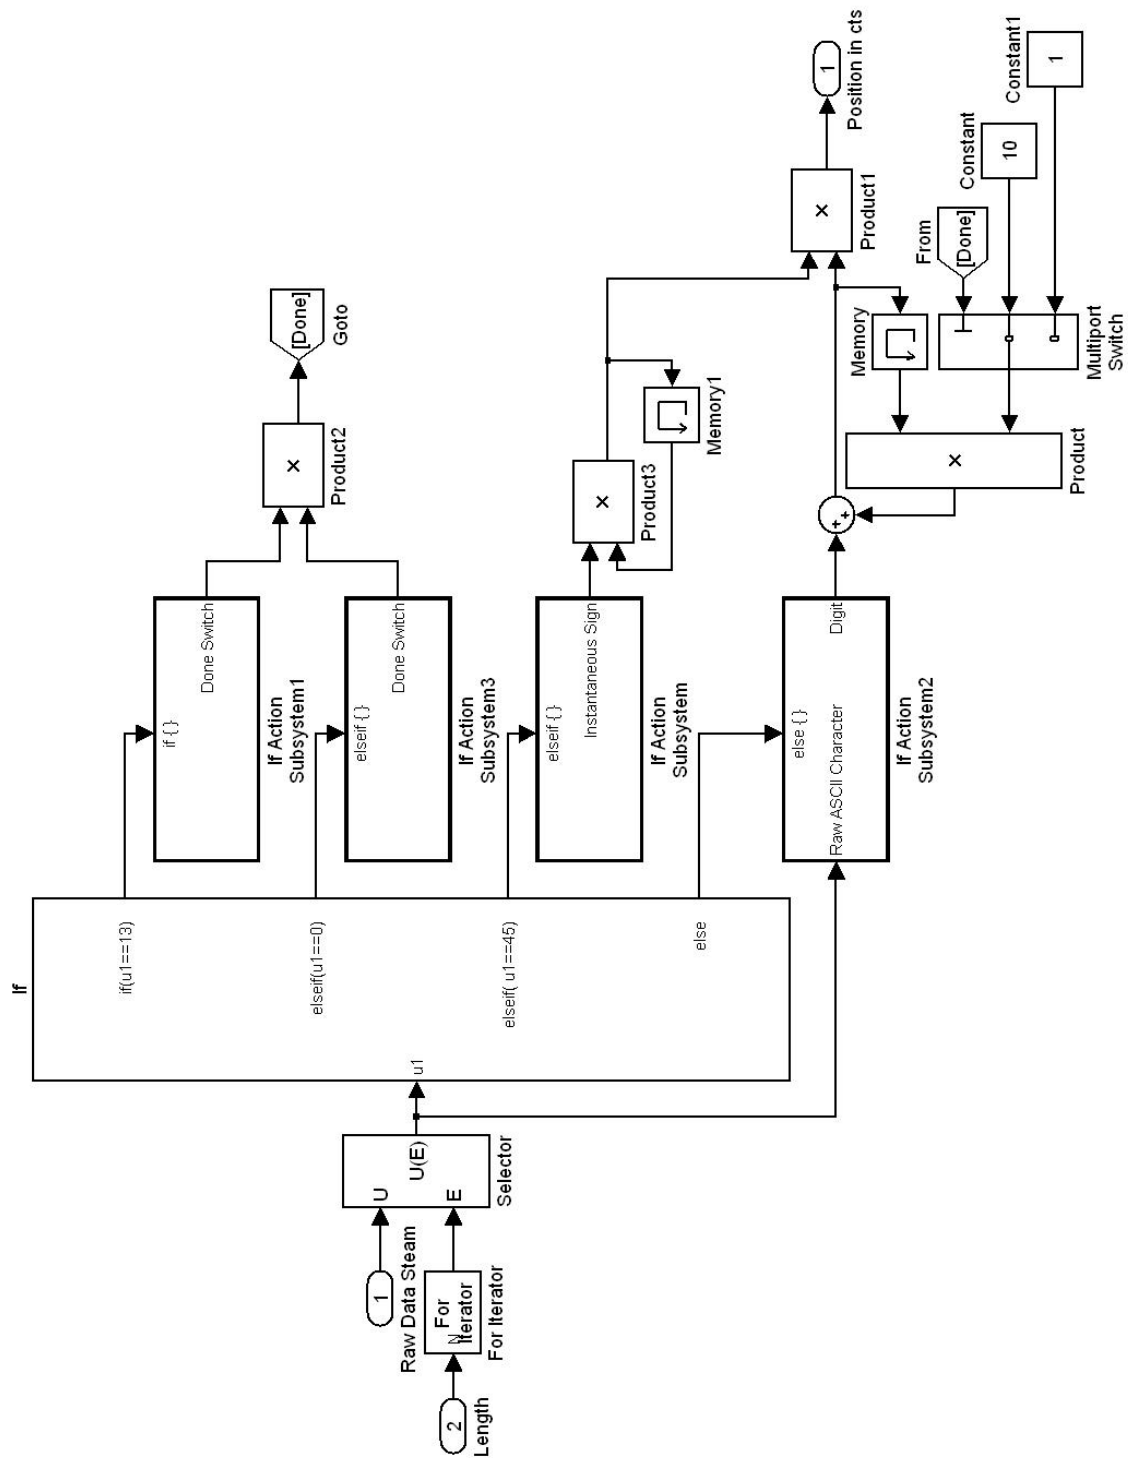 1
Raw Data Steam
2
Length
N For
Iterator
For Iterator
U
E
U(E)
Selector
If
u1
if(u1==13)
elseif(u1==0)
elseif( u1==45)
else
if { }
Done Switch
If Action
Subsystem1
elseif { }
Done Switch
If Action
Subsystem3
elseif { }
Instantaneous Sign
If Action
Subsystem
else { }
Raw ASCII Character
Digit
If Action
Subsystem2
×
Product2
[Done]
Goto
×
Product3
Memory1
+
+
×
Product
Memory
Multiport
Switch
[Done]
From
10
Constant
1
Constant1
×
Product1
1
Position in cts